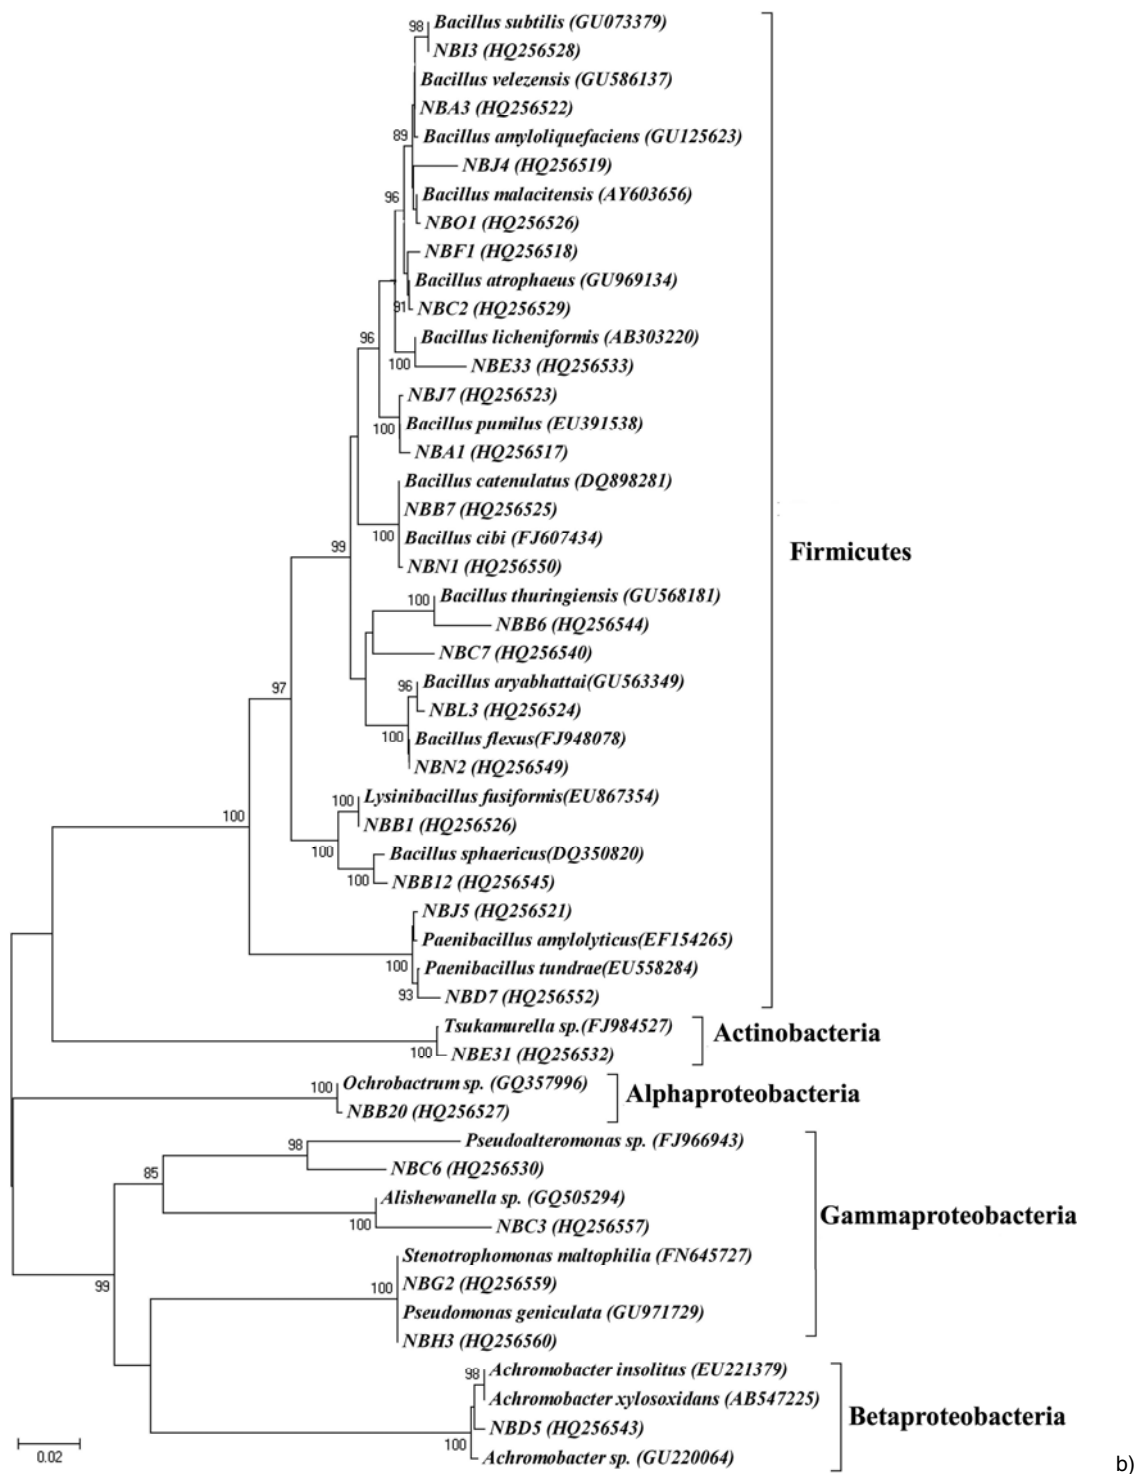 98
Bacillus subtilis (GU073379)
NBI3 (HQ256528)
Bacillus velezensis (GU586137)
NBA3 (HQ256522)
89
Bacillus amyloliquefaciens (GU125623)
NBJ4 (HQ256519)
96
Bacillus malacitensis (AY603656)
NBO1 (HQ256526)
NBF1 (HQ256518)
Bacillus atrophaeus (GU969134)
91
NBC2 (HQ256529)
96
Bacillus licheniformis (AB303220)
100
NBE33 (HQ256533)
NBJ7 (HQ256523)
Bacillus pumilus (EU391538)
100
NBA1 (HQ256517)
Bacillus catenulatus (DQ898281)
NBB7 (HQ256525)
100
Bacillus cibi (FJ607434)
99
Firmicutes
NBN1 (HQ256550)
100
Bacillus thuringiensis (GU568181)
NBB6 (HQ256544)
NBC7 (HQ256540)
97
96
Bacillus aryabhattai(GU563349)
NBL3 (HQ256524)
100
Bacillus flexus(FJ948078)
NBN2 (HQ256549)
100
Lysinibacillus fusiformis(EU867354)
100
NBB1 (HQ256526)
100
Bacillus sphaericus(DQ350820)
100
NBB12 (HQ256545)
NBJ5 (HQ256521)
Paenibacillus amylolyticus(EF154265)
100
Paenibacillus tundrae(EU558284)
93
NBD7 (HQ256552)
Tsukamurella sp.(FJ984527)
Actinobacteria
100
NBE31 (HQ256532)
100
Ochrobactrum sp. (GQ357996)
Alphaproteobacteria
NBB20 (HQ256527)
98
Pseudoalteromonas sp. (FJ966943)
85
NBC6 (HQ256530)
Alishewanella sp. (GQ505294)
Gammaproteobacteria
100
NBC3 (HQ256557)
Stenotrophomonas maltophilia (FN645727)
99
100
NBG2 (HQ256559)
Pseudomonas geniculata (GU971729)
NBH3 (HQ256560)
98
Achromobacter insolitus (EU221379)
Achromobacter xylosoxidans (AB547225)
Betaproteobacteria
NBD5 (HQ256543)
100
Achromobacter sp. (GU220064)
0.02
b)